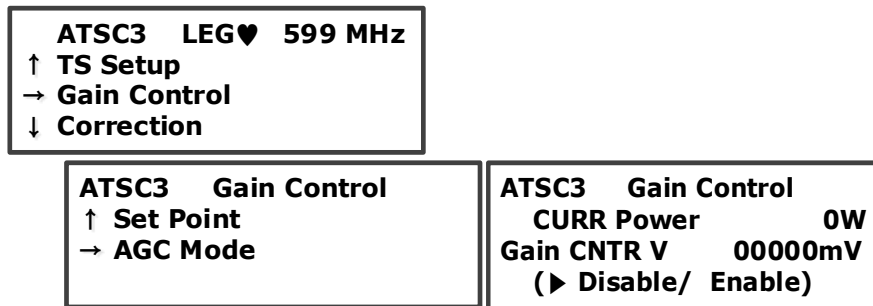 ATSC3 LEG♥ 599 MHz
↑ TS Setup
→ Gain Control
↓ Correction
ATSC3 Gain Control
↑ Set Point
→ AGC Mode
ATSC3 Gain Control
CURR Power 0W
Gain CNTR V 00000mV
(▶ Disable/ Enable)